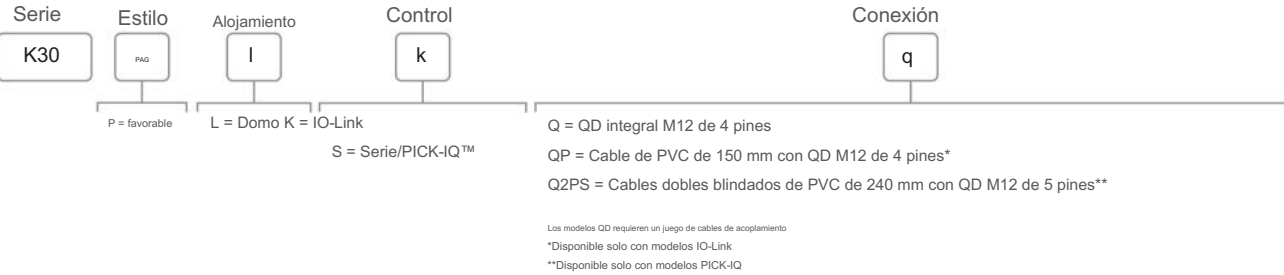 Serie Estilo Alojamiento Control Conexión
K30 PAG l k q
P = favorable L = Domo K = IO-Link Q = QD integral M12 de 4 pines
S = Serie/PICK-IQ™
QP = Cable de PVC de 150 mm con QD M12 de 4 pines*
Q2PS = Cables dobles blindados de PVC de 240 mm con QD M12 de 5 pines**
Los modelos QD requieren un juego de cables de acoplamiento
*Disponible solo con modelos IO-Link
**Disponible solo con modelos PICK-IQ